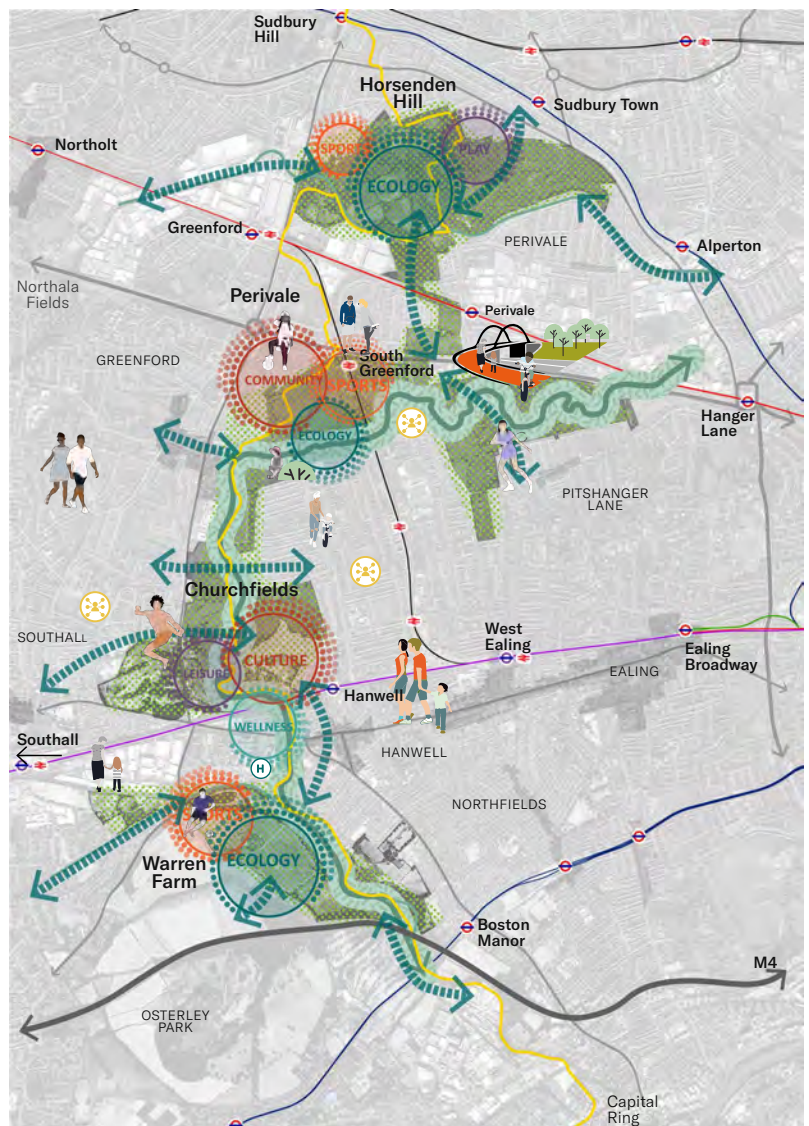 Sudbury
Hill
Horsenden
Hill
Sudbury Town
Northolt
SPORTS
PLAY
ECOLOGY
Greenford
PERIVALE
Alperton
Northala
Fields
Perivale
Perivale
GREENFORD
South
Greenford
COMMUNITY
SPORTS
Hanger
Lane
ECOLOGY
PITSHANGER
LANE
Churchfields
SOUTHALL
West
Ealing
Ealing
Broadway
CULTURE
LEISURE
EALING
Hanwell
WELLNESS
Southall
HANWELL
H
NORTHFIELDS
SPORTS
ECOLOGY
Warren
Farm
Boston
Manor
M4
OSTERLEY
PARK
Capital
Ring